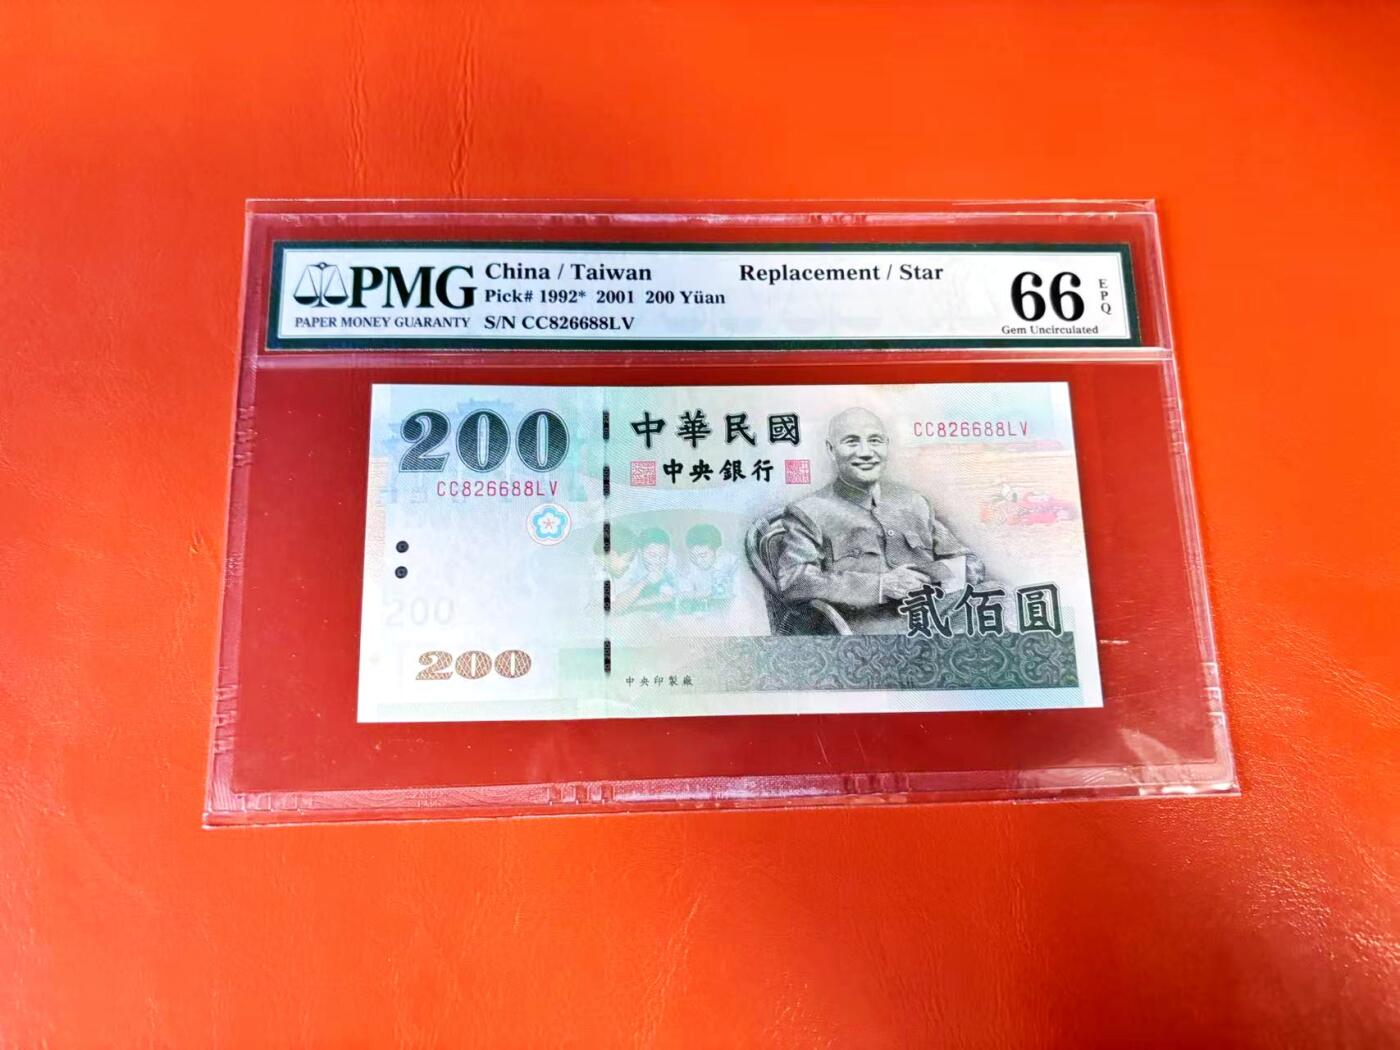 PMG
PAPER MONEY GUARANTY
China / Taiwan
Pick# 1992* 2001 200 Yüan
S/N CC826688LV
Replacement / Star
66
EPQ
Gem Uncirculated
200
CC826688LV
中華民國
中央銀行
CC826688LV
200
200
貳佰圓
中央印製廠